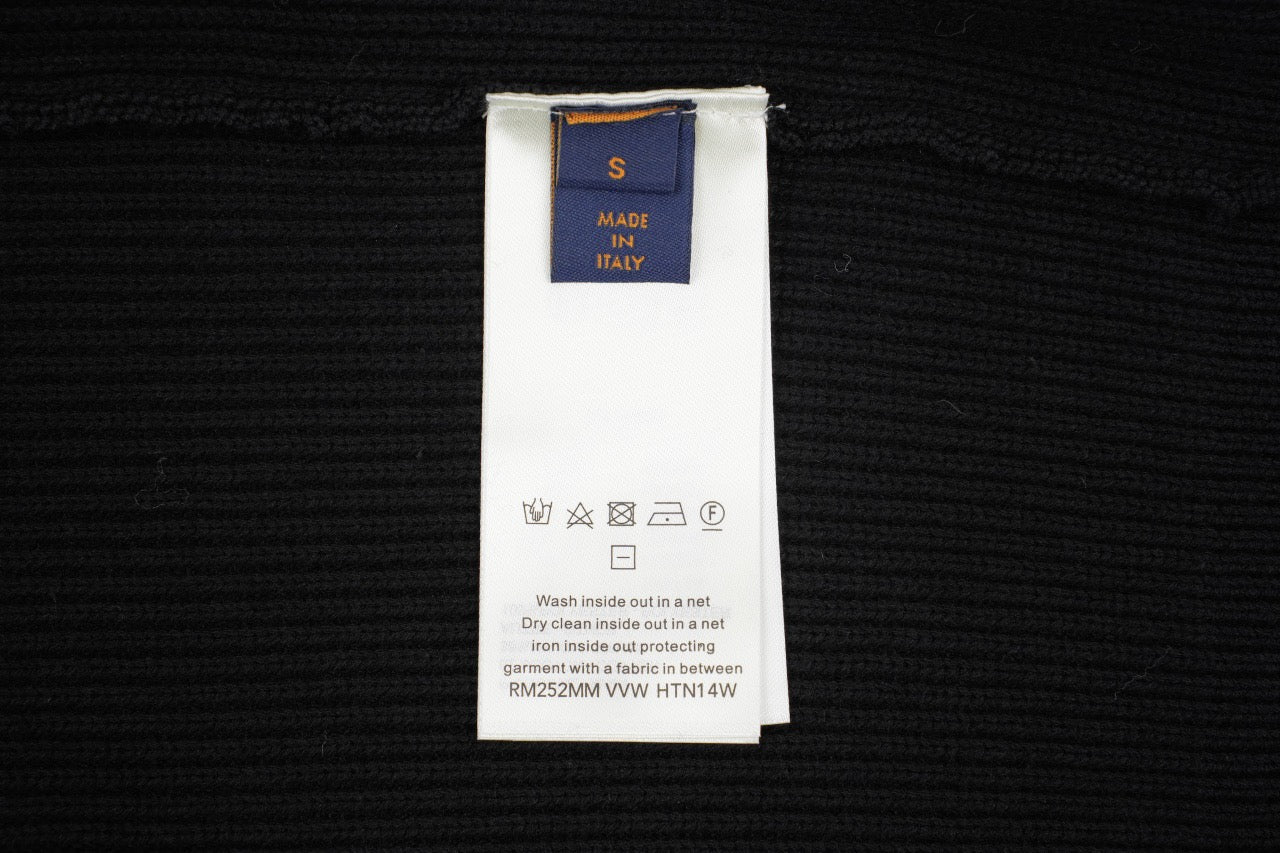 S
MADE
IN
ITALY
F
Wash inside out in a net
Dry clean inside out in a net
iron inside out protecting
garment with a fabric in between
RM252MM VVW HTN14W